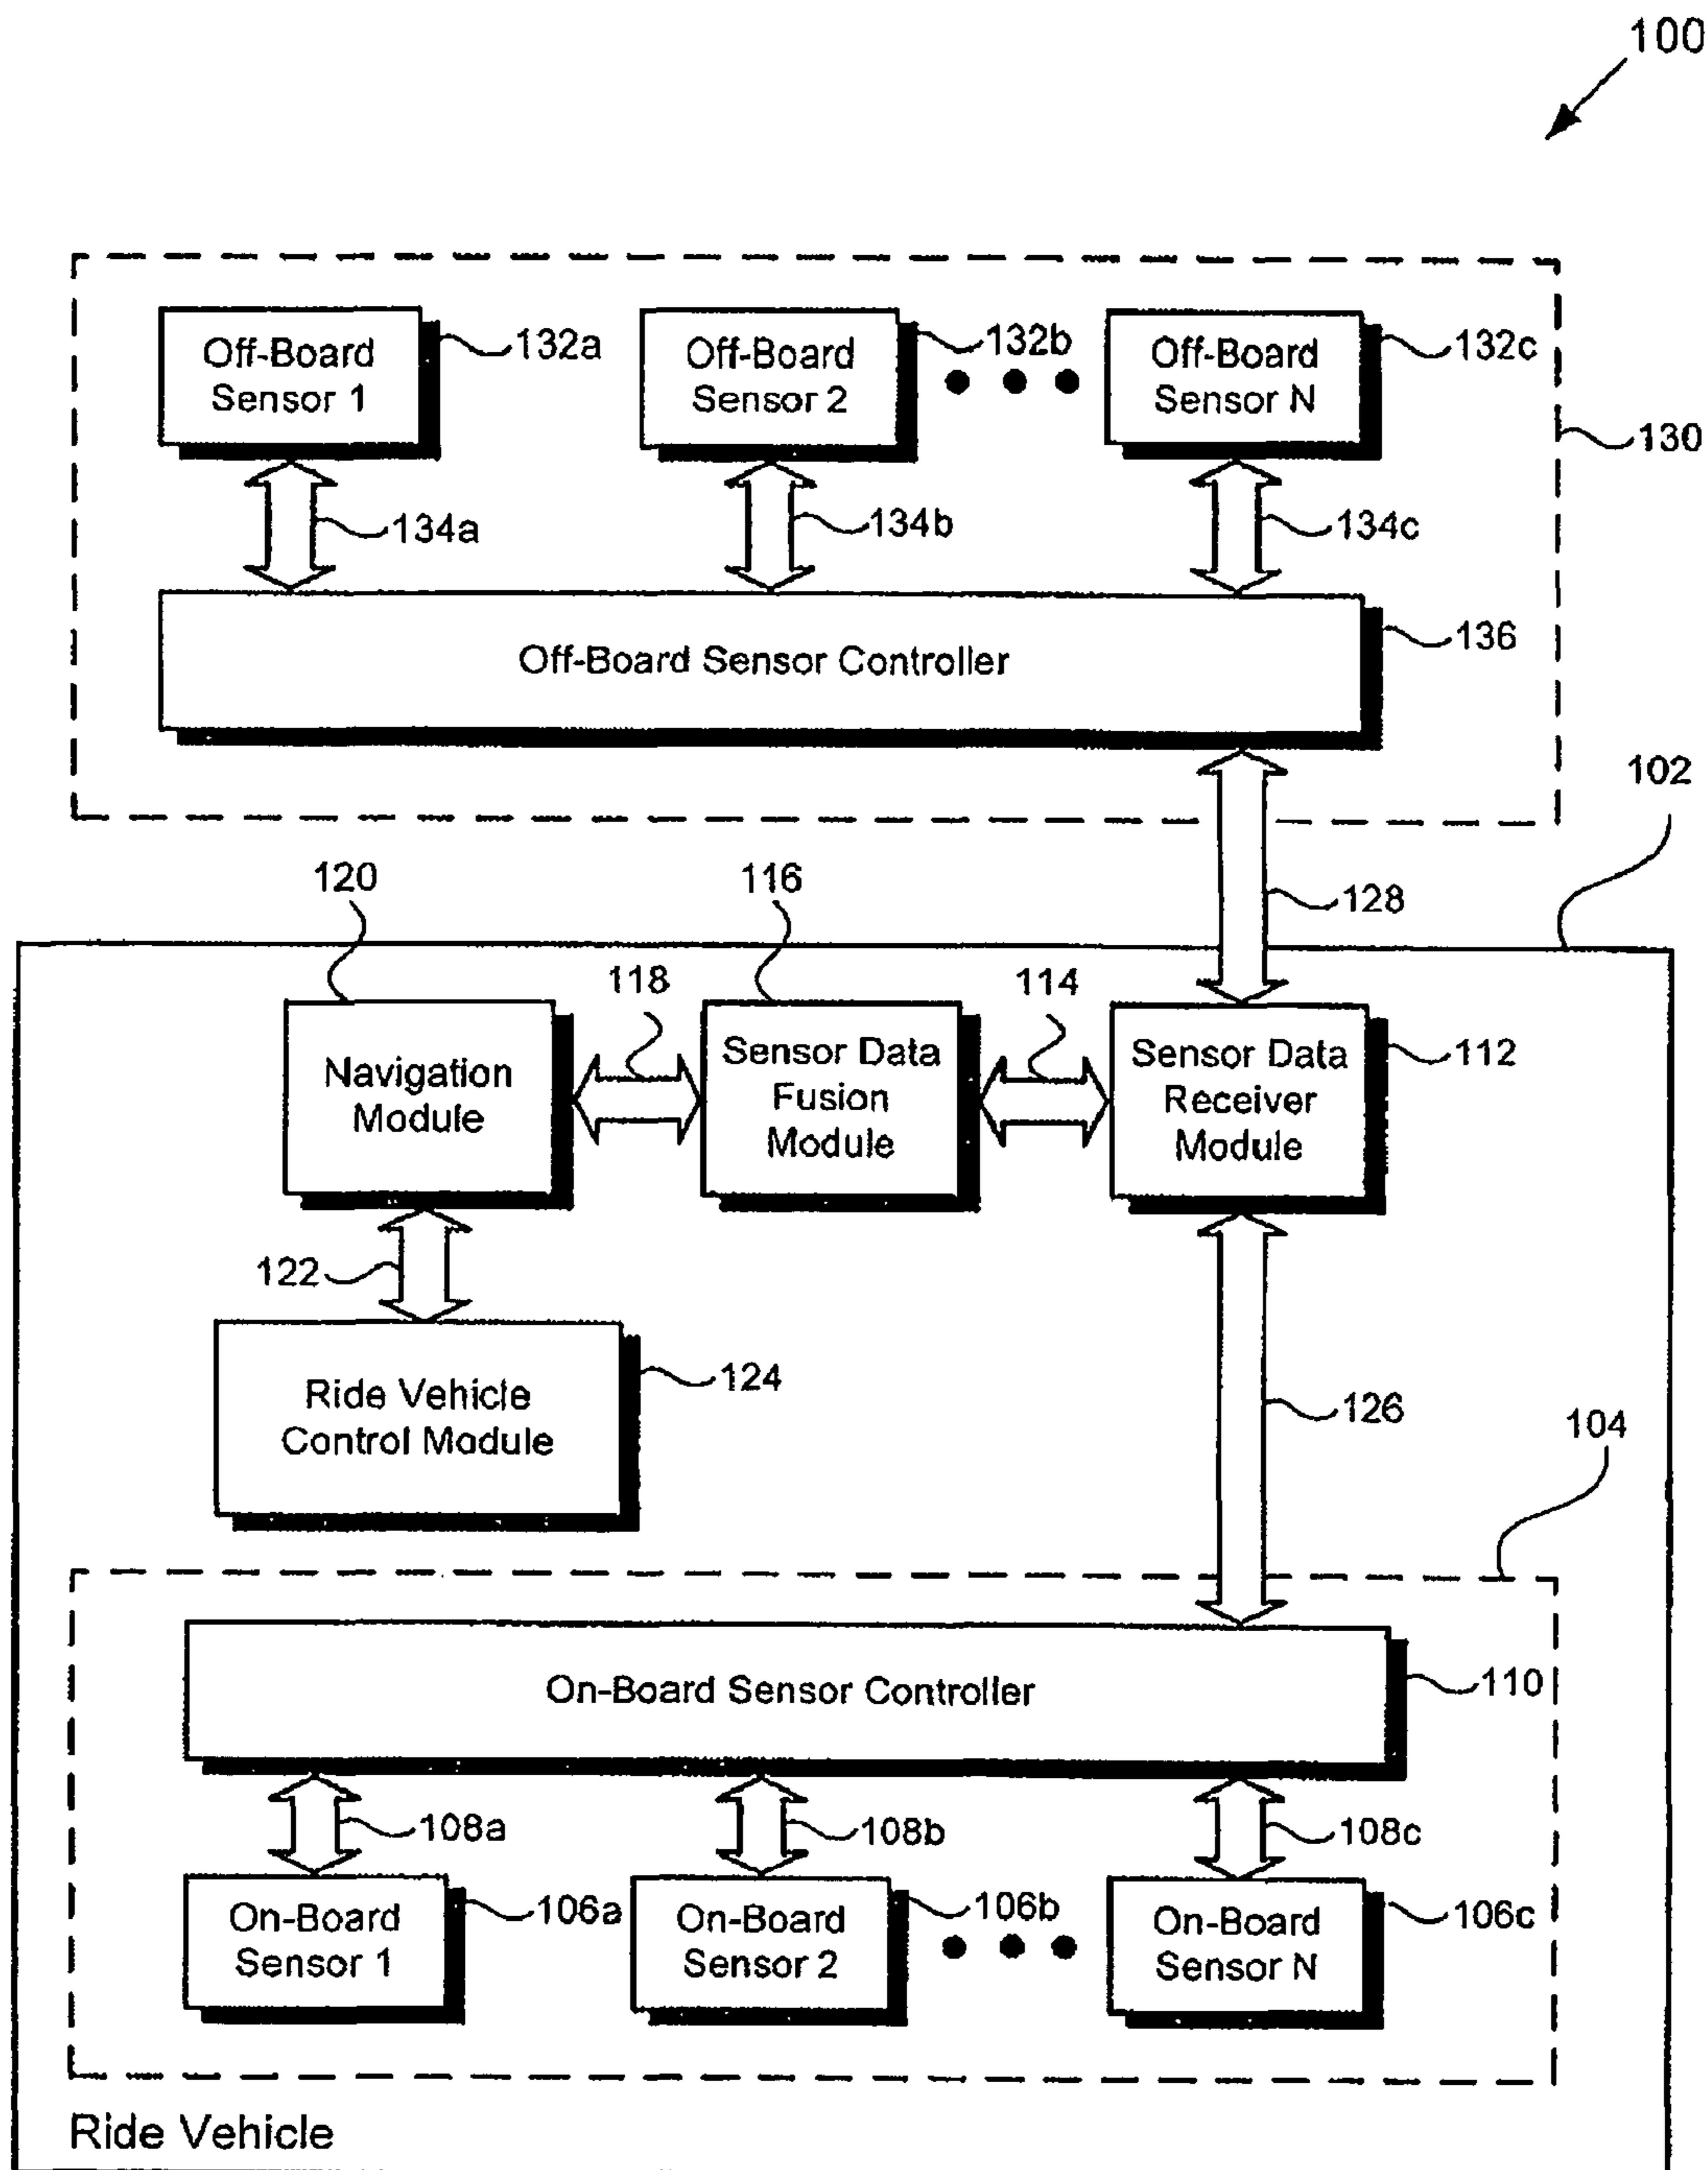 100
Off-Board
Sensor 1
132a
Off-Board
Sensor 2
132b
Off-Board
Sensor N
132c
130
134a
134b
134c
Off-Board Sensor Controller
136
102
128
120
116
118
114
Navigation
Module
Sensor Data
Fusion
Module
Sensor Data
Receiver
Module
112
122
Ride Vehicle
Control Module
124
126
104
On-Board Sensor Controller
110
108a
108b
108c
On-Board
Sensor 1
106a
On-Board
Sensor 2
106b
On-Board
Sensor N
106c
Ride Vehicle